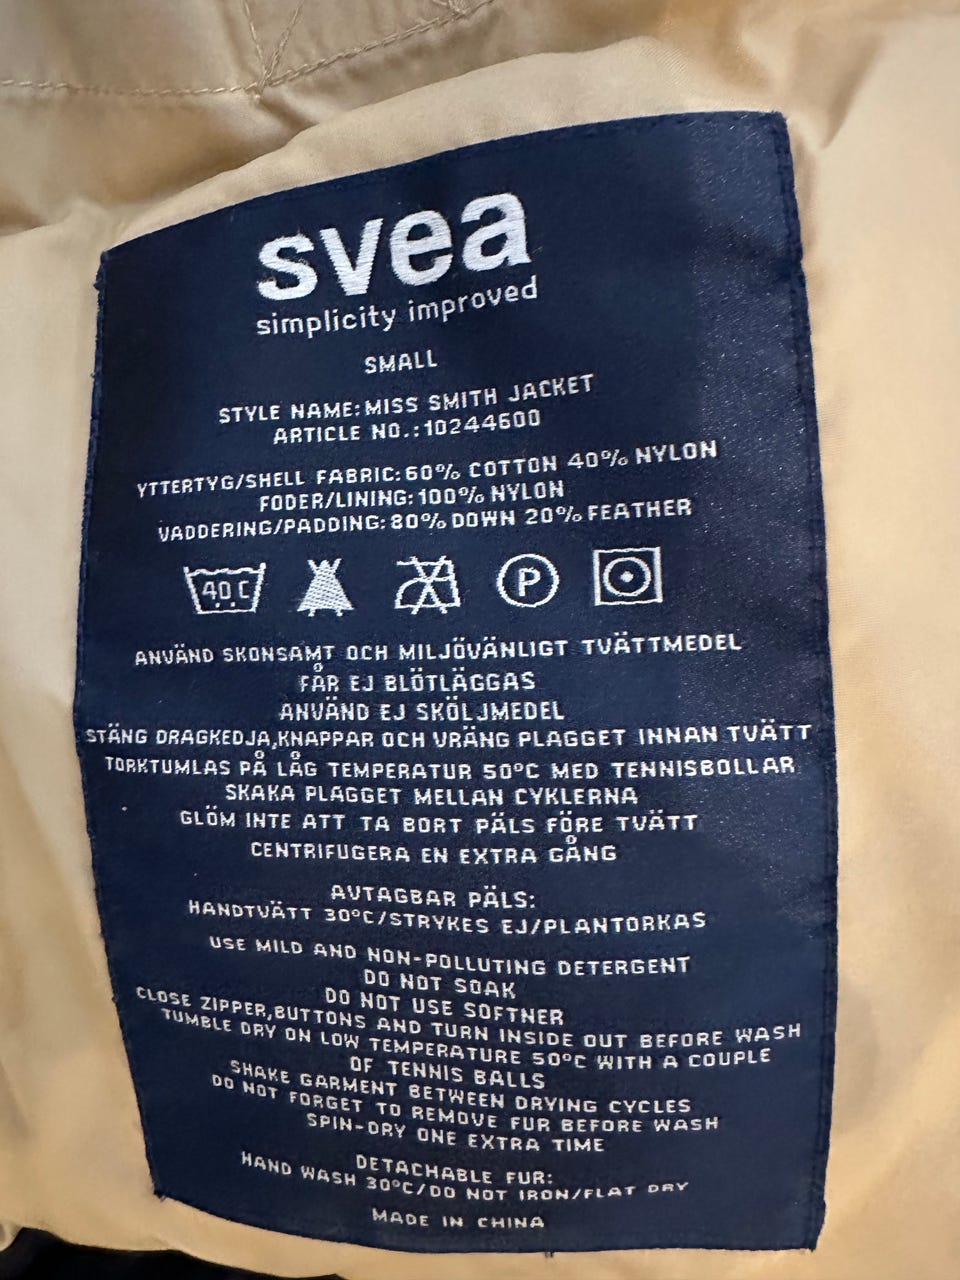 svea
simplicity improved
SMALL
STYLE NAME:MISS SMITH JACKET
ARTICLE NO.:10244600
YTTERTYG/SHELL FABRIC:60% COTTON 40% NYLON
FODER/LINING:100% NYLON
VADDERING/PADDING:80% DOWN 20% FEATHER
40 C P
ANVÄND SKONSAMT OCH MILJÖVÄNLIGT TVÄTTMEDEL
FÅR EJ BLÖTLÄGGAS
ANVÄND EJ SKÖLJMEDEL
STÄNG DRAGKEDJA,KNAPPAR OCH VRÄNG PLAGGET INNAN TVÄTT
TORKTUMLAS PÅ LÅG TEMPERATUR 50°C MED TENNISBOLLAR
SKAKA PLAGGET MELLAN CYKLERNA
GLÖM INTE ATT TA BORT PÄLS FÖRE TVÄTT
CENTRIFUGERA EN EXTRA GÅNG
AVTAGBAR PÄLS:
HANDTVÄTT 30°C/STRYKES EJ/PLANTORKAS
USE MILD AND NON-POLLUTING DETERGENT
DO NOT SOAK
DO NOT USE SOFTNER
CLOSE ZIPPER,BUTTONS AND TURN INSIDE OUT BEFORE WASH
TUMBLE DRY ON LOW TEMPERATURE 50°C WITH A COUPLE
OF TENNIS BALLS
SHAKE GARMENT BETWEEN DRYING CYCLES
DO NOT FORGET TO REMOVE FUR BEFORE WASH
SPIN-DRY ONE EXTRA TIME
DETACHABLE FUR:
HAND WASH 30°C/DO NOT IRON/FLAT DRY
MADE IN CHINA